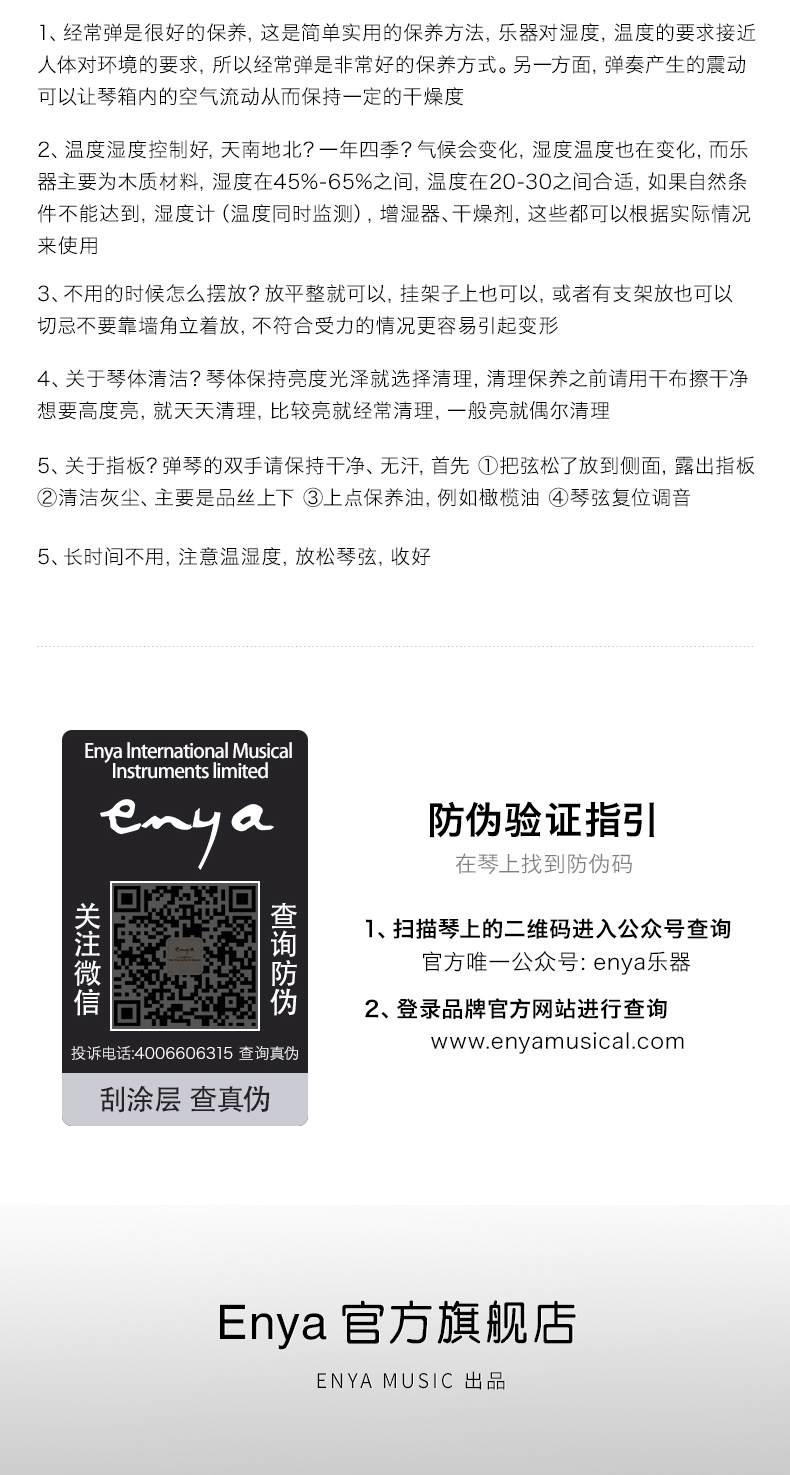 1、经常弹是很好的保养, 这是简单实用的保养方法, 乐器对湿度, 温度的要求接近
人体对环境的要求, 所以经常弹是非常好的保养方式。另一方面, 弹奏产生的震动
可以让琴箱内的空气流动从而保持一定的干燥度
2、温度湿度控制好, 天南地北? 一年四季? 气候会变化, 湿度温度也在变化, 而乐
器主要为木质材料, 湿度在45%-65%之间, 温度在20-30之间合适, 如果自然条
件不能达到, 湿度计（温度同时监测）, 增湿器、干燥剂, 这些都可以根据实际情况
来使用
3、不用的时候怎么摆放? 放平整就可以, 挂架子上也可以, 或者有支架放也可以
切忌不要靠墙角立着放, 不符合受力的情况更容易引起变形
4、关于琴体清洁? 琴体保持亮度光泽就选择清理, 清理保养之前请用干布擦干净
想要高度亮, 就天天清理, 比较亮就经常清理, 一般亮就偶尔清理
5、关于指板? 弹琴的双手请保持干净、无汗, 首先 ①把弦松了放到侧面, 露出指板
②清洁灰尘、主要是品丝上下 ③上点保养油, 例如橄榄油 ④琴弦复位调音
5、长时间不用, 注意温湿度, 放松琴弦, 收好
Enya International Musical
Instruments limited
enya
关注微信
查询防伪
投诉电话:4006606315 查询真伪
刮涂层 查真伪
防伪验证指引
在琴上找到防伪码
1、扫描琴上的二维码进入公众号查询
官方唯一公众号: enya乐器
2、登录品牌官方网站进行查询
www.enyamusical.com
Enya 官方旗舰店
ENYA MUSIC 出品